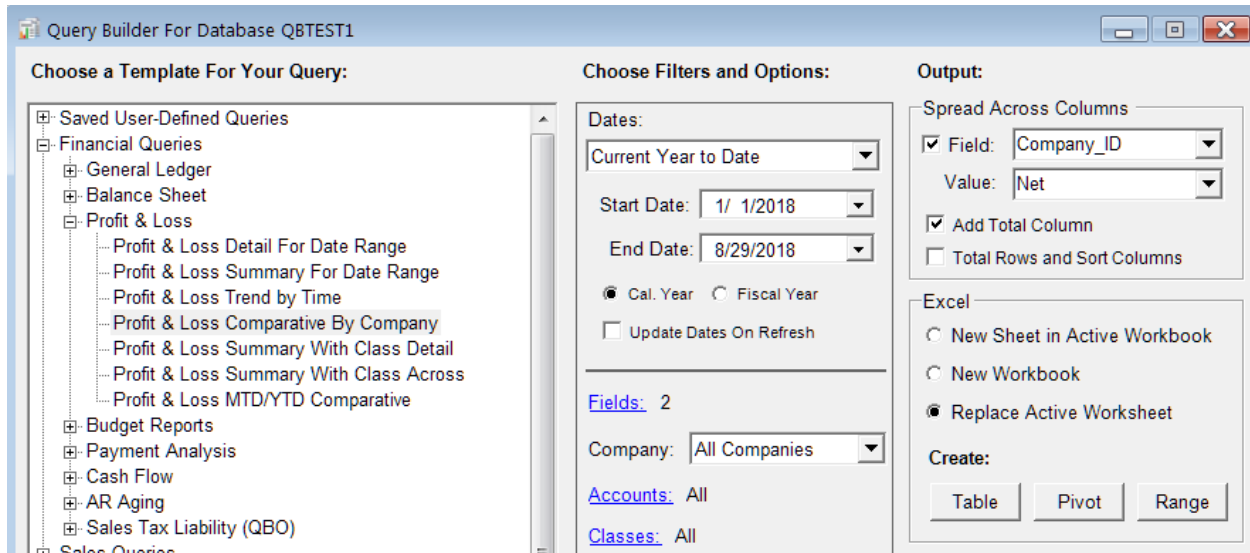 Query Builder For Database QBTEST1
Choose a Template For Your Query:
Saved User-Defined Queries
Financial Queries
General Ledger
Balance Sheet
Profit & Loss
Profit & Loss Detail For Date Range
Profit & Loss Summary For Date Range
Profit & Loss Trend by Time
Profit & Loss Comparative By Company
Profit & Loss Summary With Class Detail
Profit & Loss Summary With Class Across
Profit & Loss MTD/YTD Comparative
Budget Reports
Payment Analysis
Cash Flow
AR Aging
Sales Tax Liability (QBO)
Sales Queries
Choose Filters and Options:
Dates:
Current Year to Date
Start Date: 1/ 1/2018
End Date: 8/29/2018
Cal. Year Fiscal Year
Update Dates On Refresh
Fields: 2
Company: All Companies
Accounts: All
Classes: All
Output:
Spread Across Columns
Field: Company_ID
Value: Net
Add Total Column
Total Rows and Sort Columns
Excel
New Sheet in Active Workbook
New Workbook
Replace Active Worksheet
Create:
Table Pivot Range